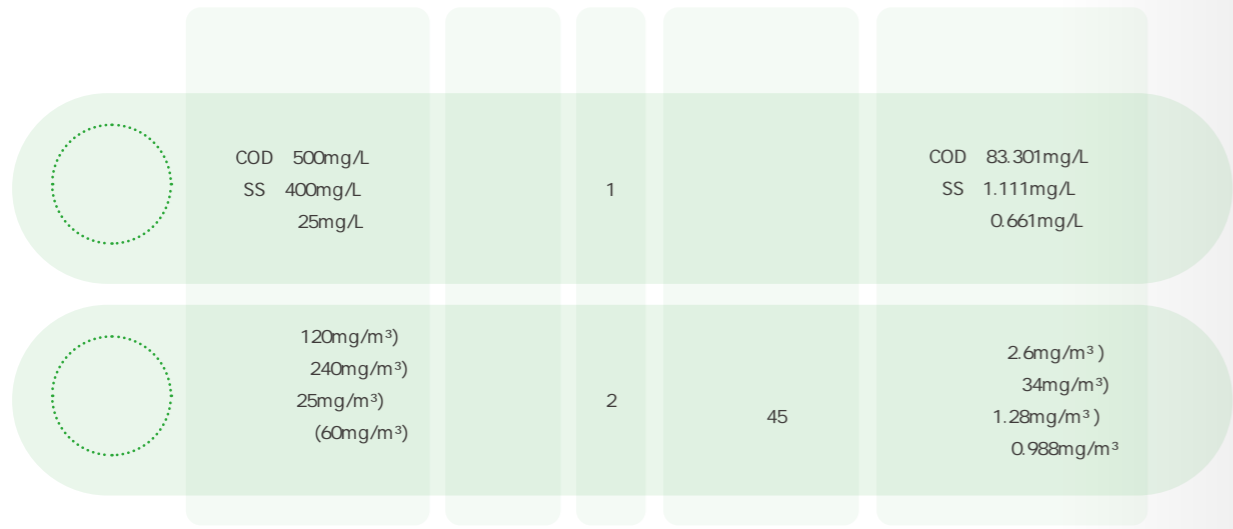 COD 500mg/L
SS 400mg/L
25mg/L
1
COD 83.301mg/L
SS 1.111mg/L
0.661mg/L
120mg/m³)
240mg/m³)
25mg/m³)
(60mg/m³)
2
45
2.6mg/m³ )
34mg/m³)
1.28mg/m³ )
0.988mg/m³